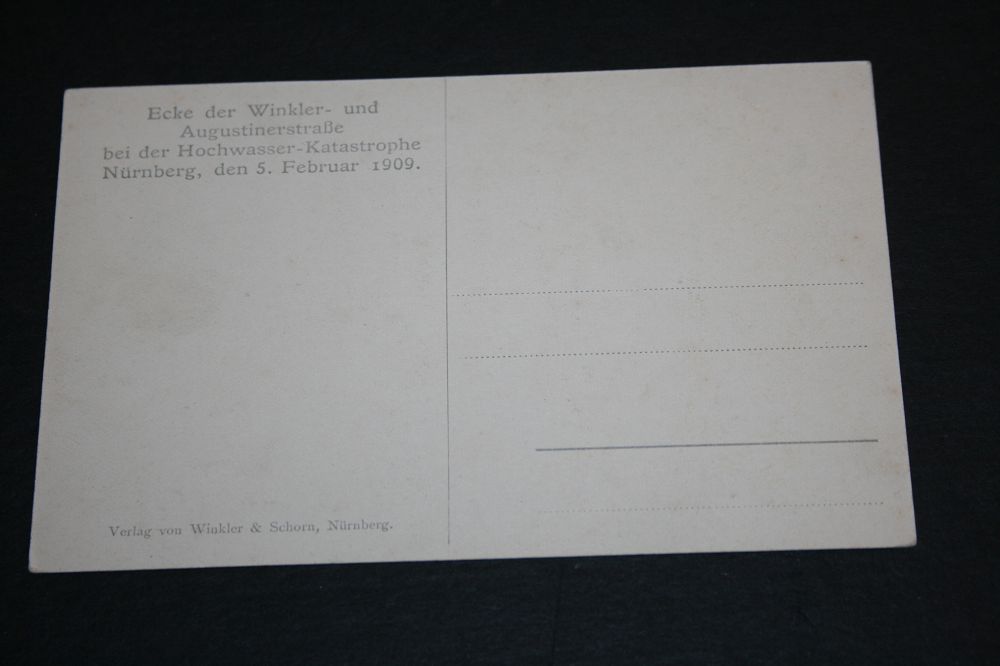 Ecke der Winkler- und
Augustinerstraße
bei der Hochwasser-Katastrophe
Nürnberg, den 5. Februar 1909.
Verlag von Winkler & Schorn, Nürnberg.